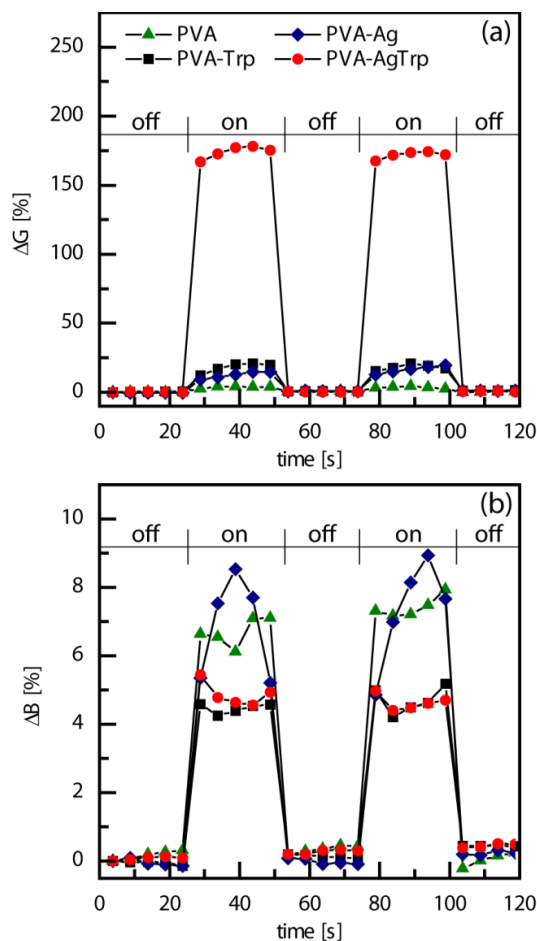 250
PVA
PVA-Ag
(a)
PVA-Trp
PVA-AgTrp
200
off
on
off
on
off
150
ΔG [%]
100
50
0
0 20 40 60 80 100 120
time [s]
10
(b)
off
on
off
on
off
8
6
ΔB [%]
4
2
0
0 20 40 60 80 100 120
time [s]